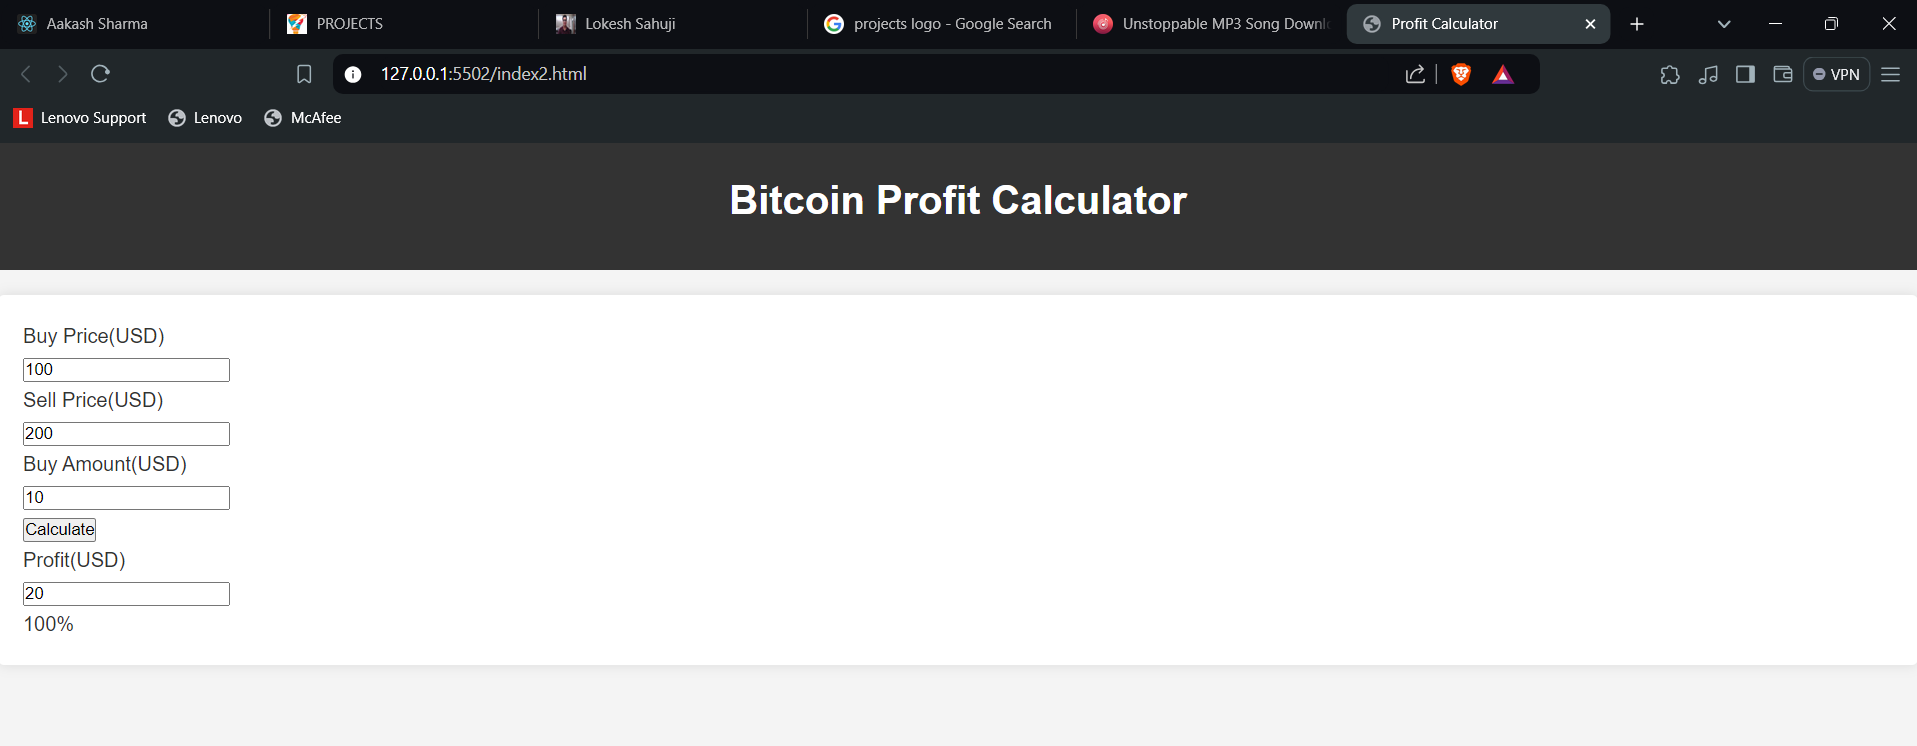 Aakash Sharma
PROJECTS
Lokesh Sahuji
projects logo - Google Search
Unstoppable MP3 Song Downl
Profit Calculator
127.0.0.1:5502/index2.html
VPN
L Lenovo Support
Lenovo
McAfee
Bitcoin Profit Calculator
Buy Price(USD)
100
Sell Price(USD)
200
Buy Amount(USD)
10
Calculate
Profit(USD)
20
100%